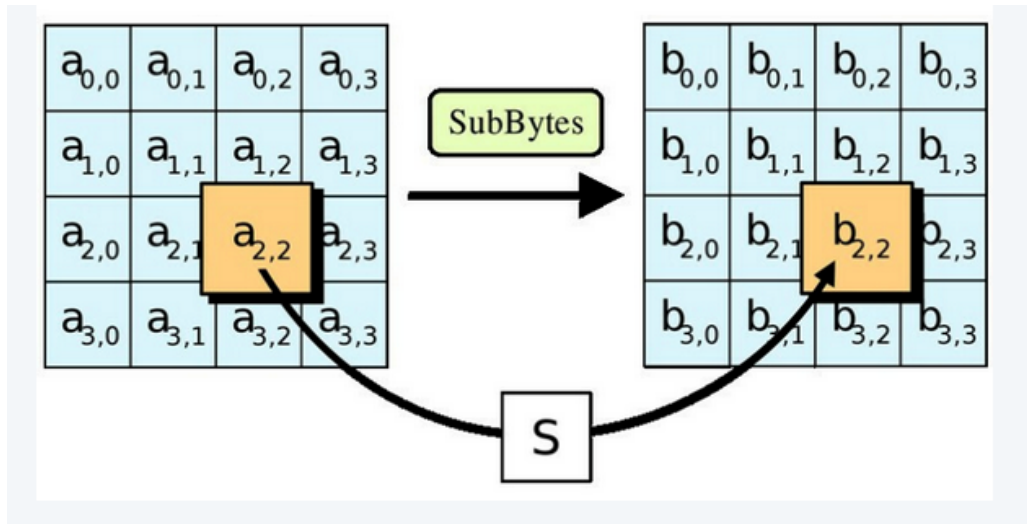 a0,0 a0,1 a0,2 a0,3
a1,0 a1,1 a1,2 a1,3
a2,0 a2,1 a2,2 a2,3
a3,0 a3,1 a3,2 a3,3
SubBytes
b0,0 b0,1 b0,2 b0,3
b1,0 b1,1 b1,2 b1,3
b2,0 b2,1 b2,2 b2,3
b3,0 b3,1 b3,2 b3,3
S